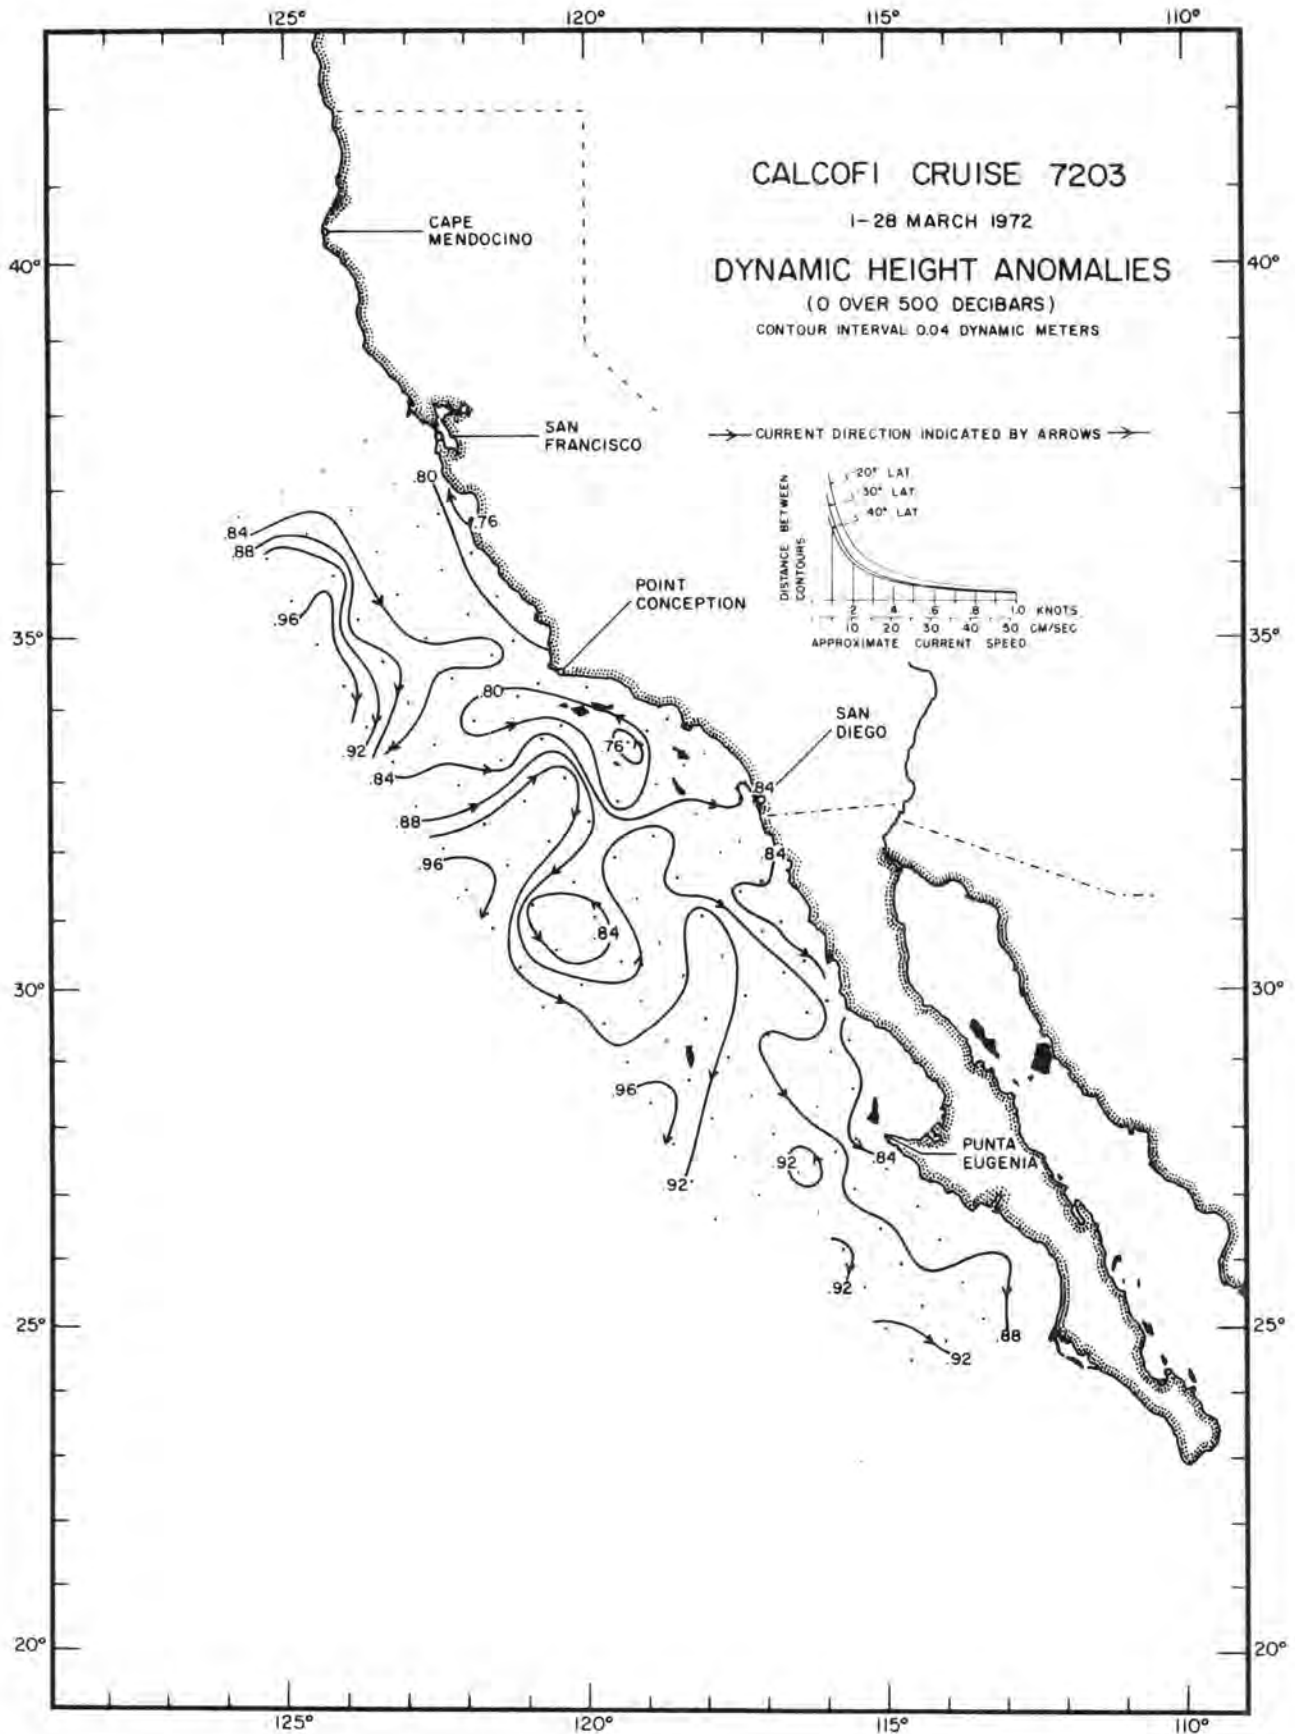 125° 120° 115° 110°
CALCOFI CRUISE 7203
1-28 MARCH 1972
DYNAMIC HEIGHT ANOMALIES
(0 OVER 500 DECIBARS)
CONTOUR INTERVAL 0.04 DYNAMIC METERS
CAPE
MENDOCINO
40° 40°
SAN
FRANCISCO
CURRENT DIRECTION INDICATED BY ARROWS
20° LAT.
30° LAT.
40° LAT
DISTANCE BETWEEN
CONTOURS
.2 .4 .6 .8 1.0 KNOTS
10 20 30 40 50 CM/SEC
APPROXIMATE CURRENT SPEED
.80
.76
.84
.88
.96
POINT
CONCEPTION
35° 35°
.80
SAN
DIEGO
.76
.92
.84
.84
.88
.96
.84
.84
30° 30°
.96
PUNTA
EUGENIA
.92
.84
.92
.92
25° 25°
.88
.92
20° 20°
125° 120° 115° 110°